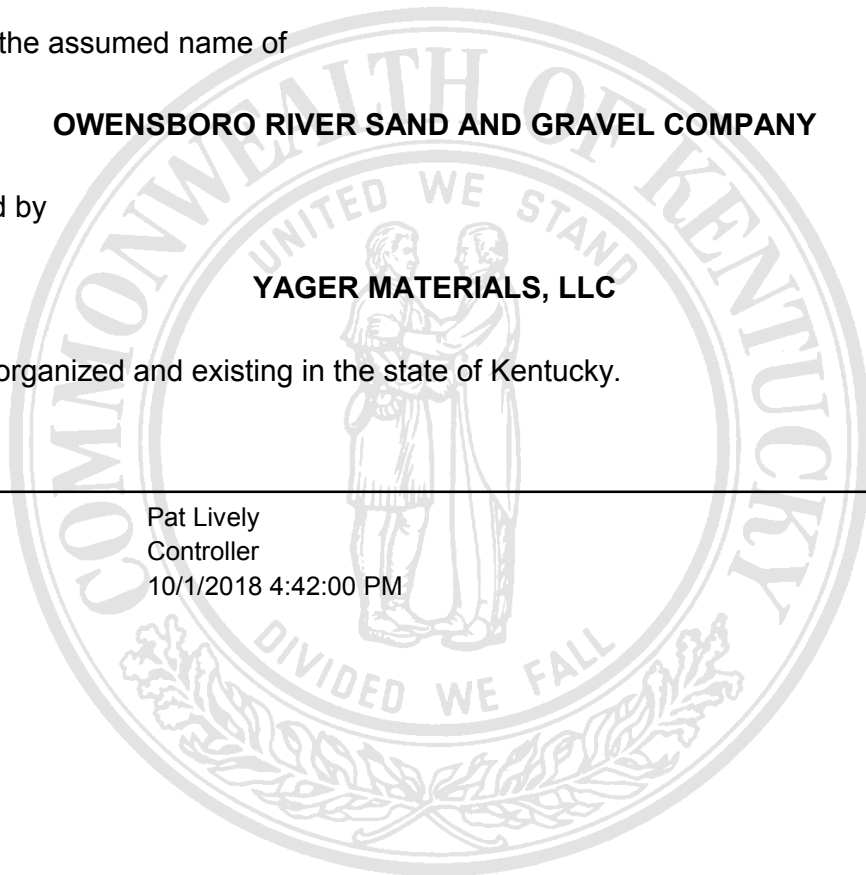 the assumed name of
OWENSBORO RIVER SAND AND GRAVEL COMPANY
d by
YAGER MATERIALS, LLC
organized and existing in the state of Kentucky.
Pat Lively
Controller
10/1/2018 4:42:00 PM
COMMONWEALTH OF KENTUCKY
UNITED WE STAND
DIVIDED WE FALL